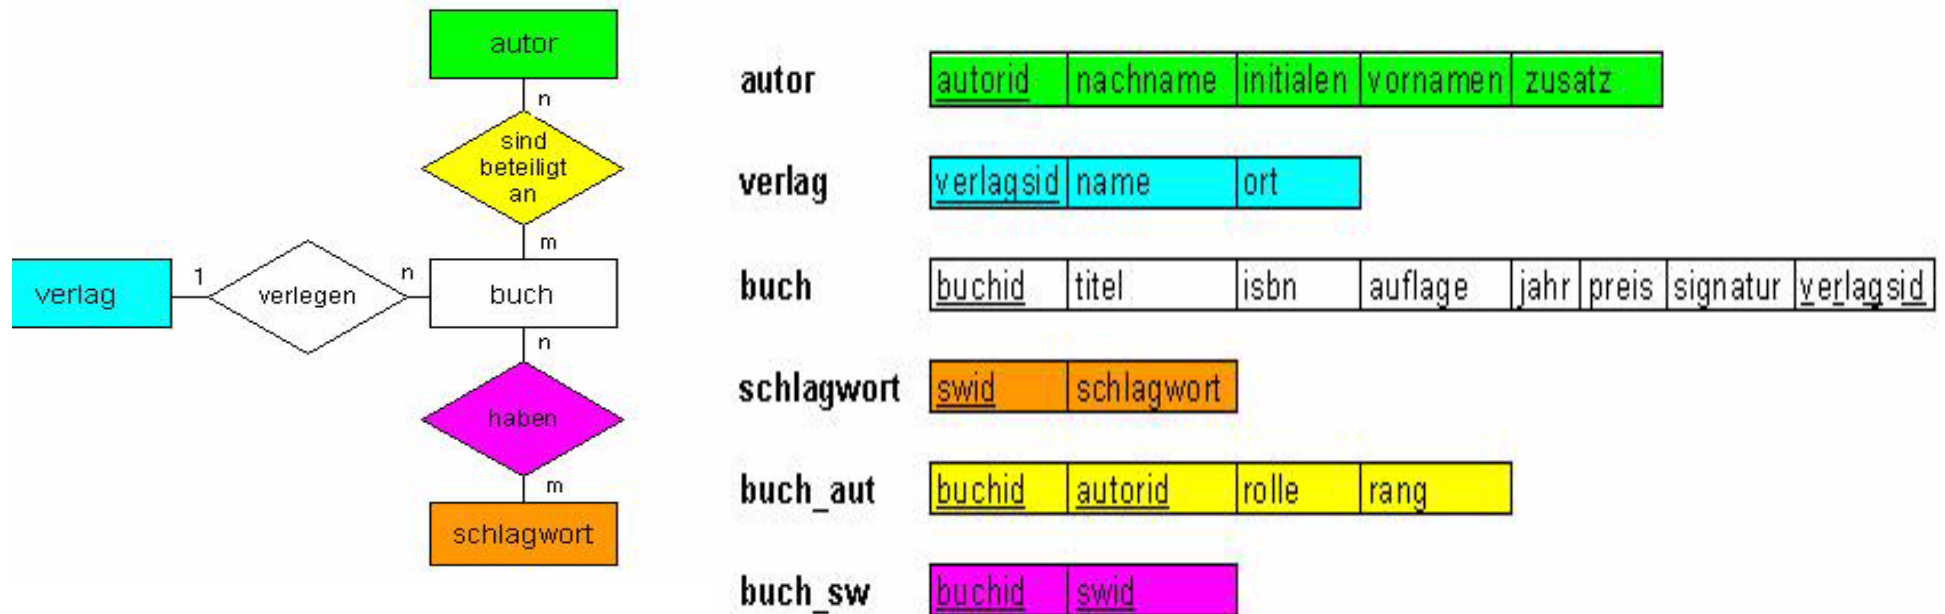 autor
n
sind
beteiligt
an
m
verlag
1
verlegen
n
buch
n
haben
m
schlagwort
autor autorid nachname initialen vornamen zusatz
verlag verlagsid name ort
buch buchid titel isbn auflage jahr preis signatur verlagsid
schlagwort swid schlagwort
buch_aut buchid autorid rolle rang
buch_sw buchid swid